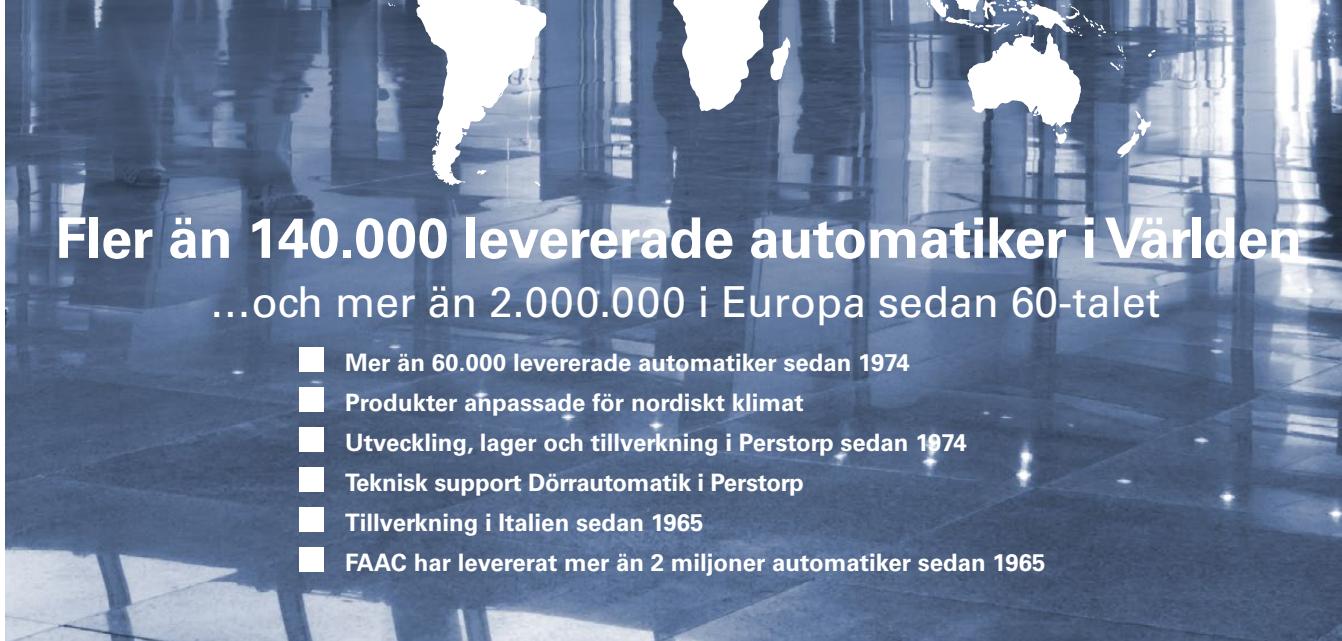 Fler än 140.000 levererade automatiker i Världen
...och mer än 2.000.000 i Europa sedan 60-talet
Mer än 60.000 levererade automatiker sedan 1974
Produkter anpassade för nordiskt klimat
Utveckling, lager och tillverkning i Perstorp sedan 1974
Teknisk support Dörrautomatik i Perstorp
Tillverkning i Italien sedan 1965
FAAC har levererat mer än 2 miljoner automatiker sedan 1965